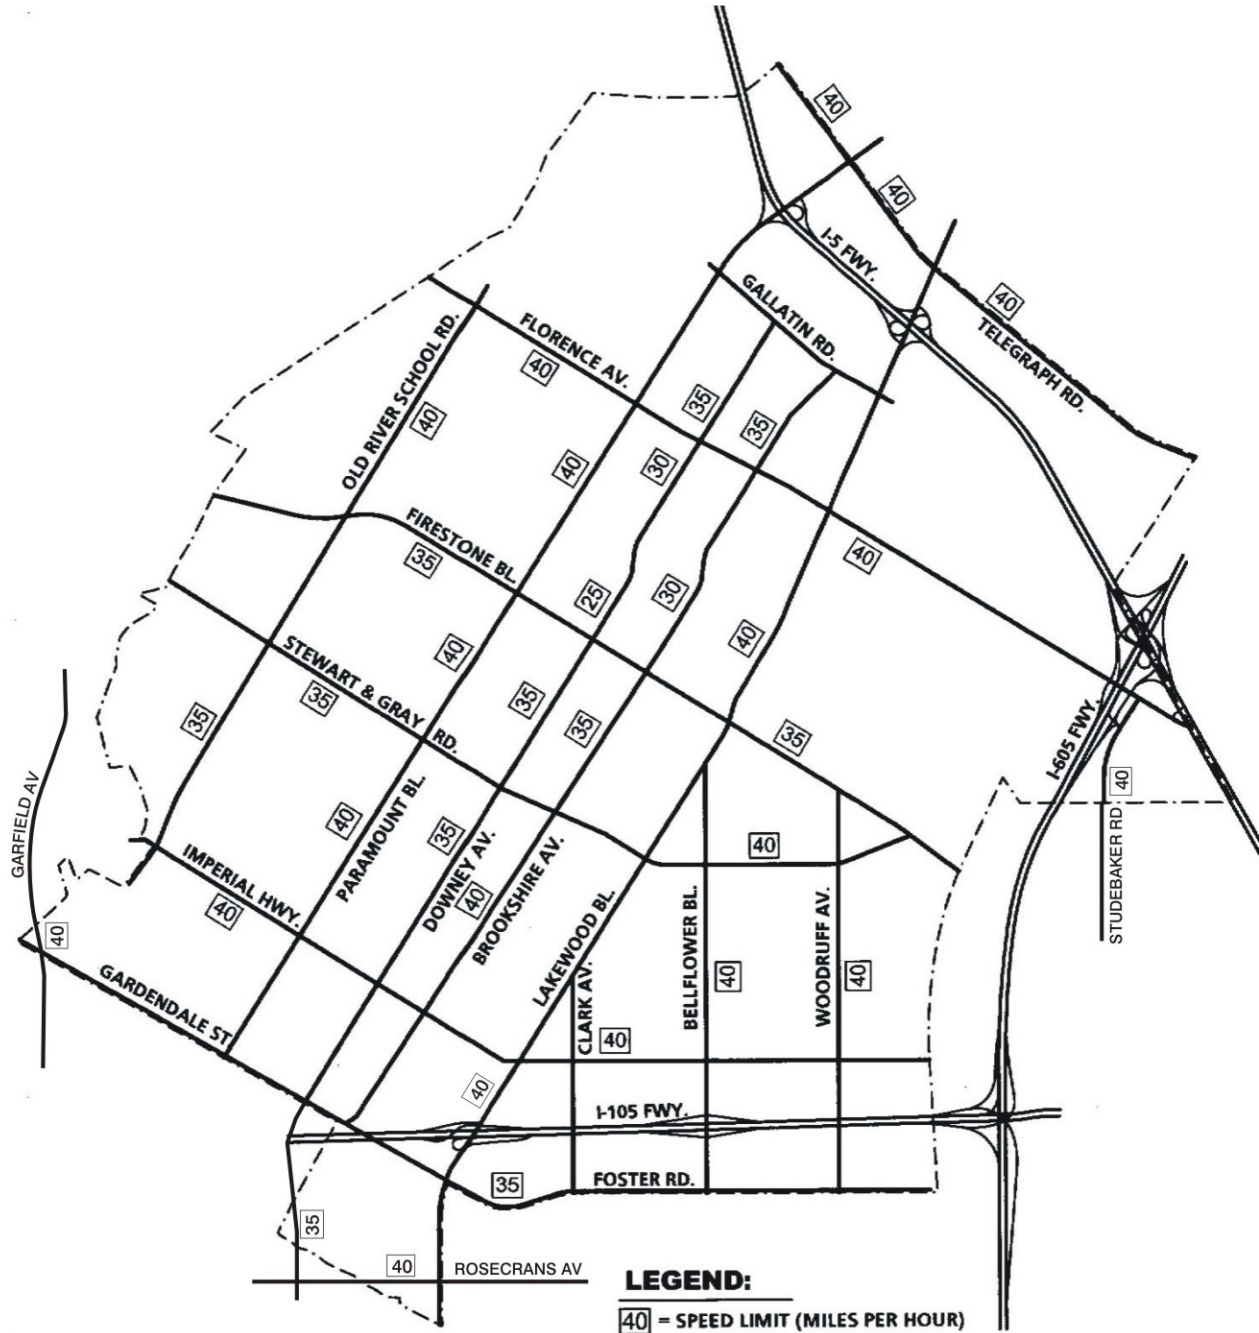 40
40
I-5 FWY.
40
TELEGRAPH RD.
GALLATIN RD.
FLORENCE AV.
40
OLD RIVER SCHOOL RD.
40
35
35
40
30
FIRESTONE BL.
35
40
25
30
40
40
STEWART & GRAY RD.
35
35
35
35
35
I-605 FWY.
40
STUDEBAKER RD
GARFIELD AV
40
PARAMOUNT BL.
40
35
DOWNEY AV.
40
BROOKSHIRE AV.
40
IMPERIAL HWY.
40
LAKEWOOD BL.
CLARK AV.
BELLFLOWER BL.
40
WOODRUFF AV.
40
GARDENDALE ST
40
40
I-105 FWY.
35
FOSTER RD.
35
40
ROSECRANS AV
LEGEND:
40 = SPEED LIMIT (MILES PER HOUR)